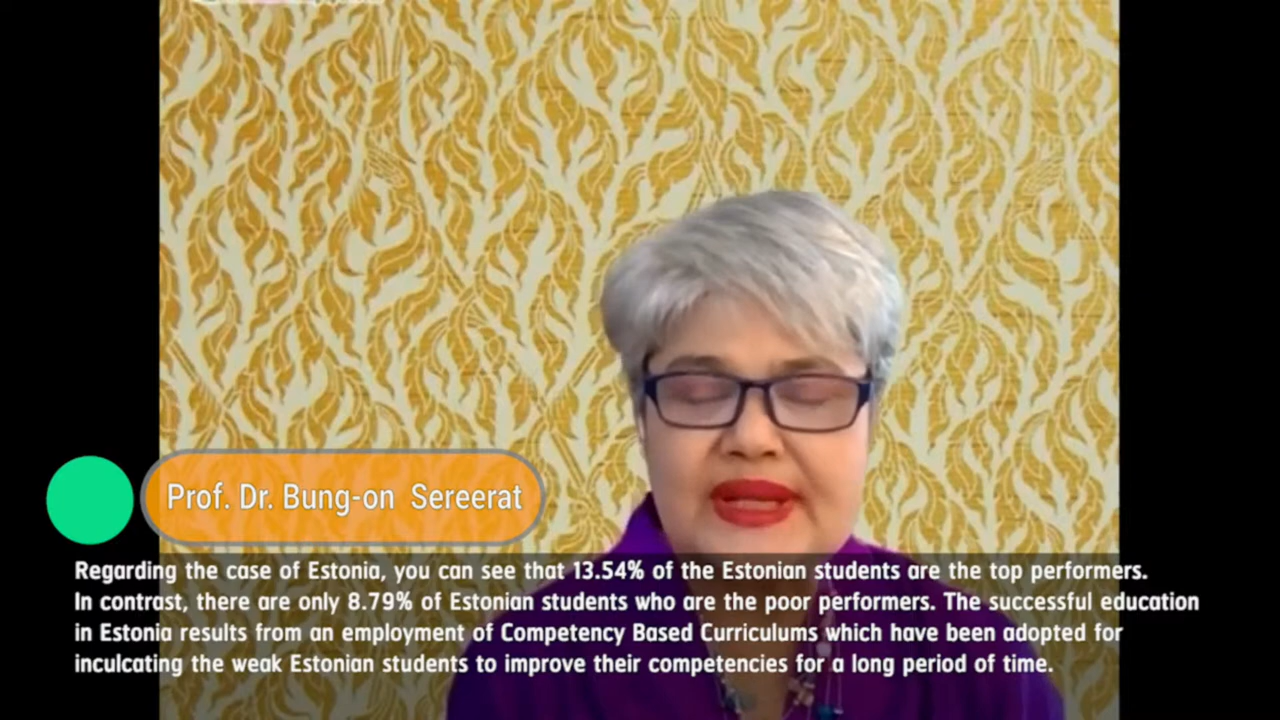 Prof. Dr. Bung-on Sereerat
Regarding the case of Estonia, you can see that 13.54% of the Estonian students are the top performers.
In contrast, there are only 8.79% of Estonian students who are the poor performers. The successful education
in Estonia results from an employment of Competency Based Curriculums which have been adopted for
inculcating the weak Estonian students to improve their competencies for a long period of time.